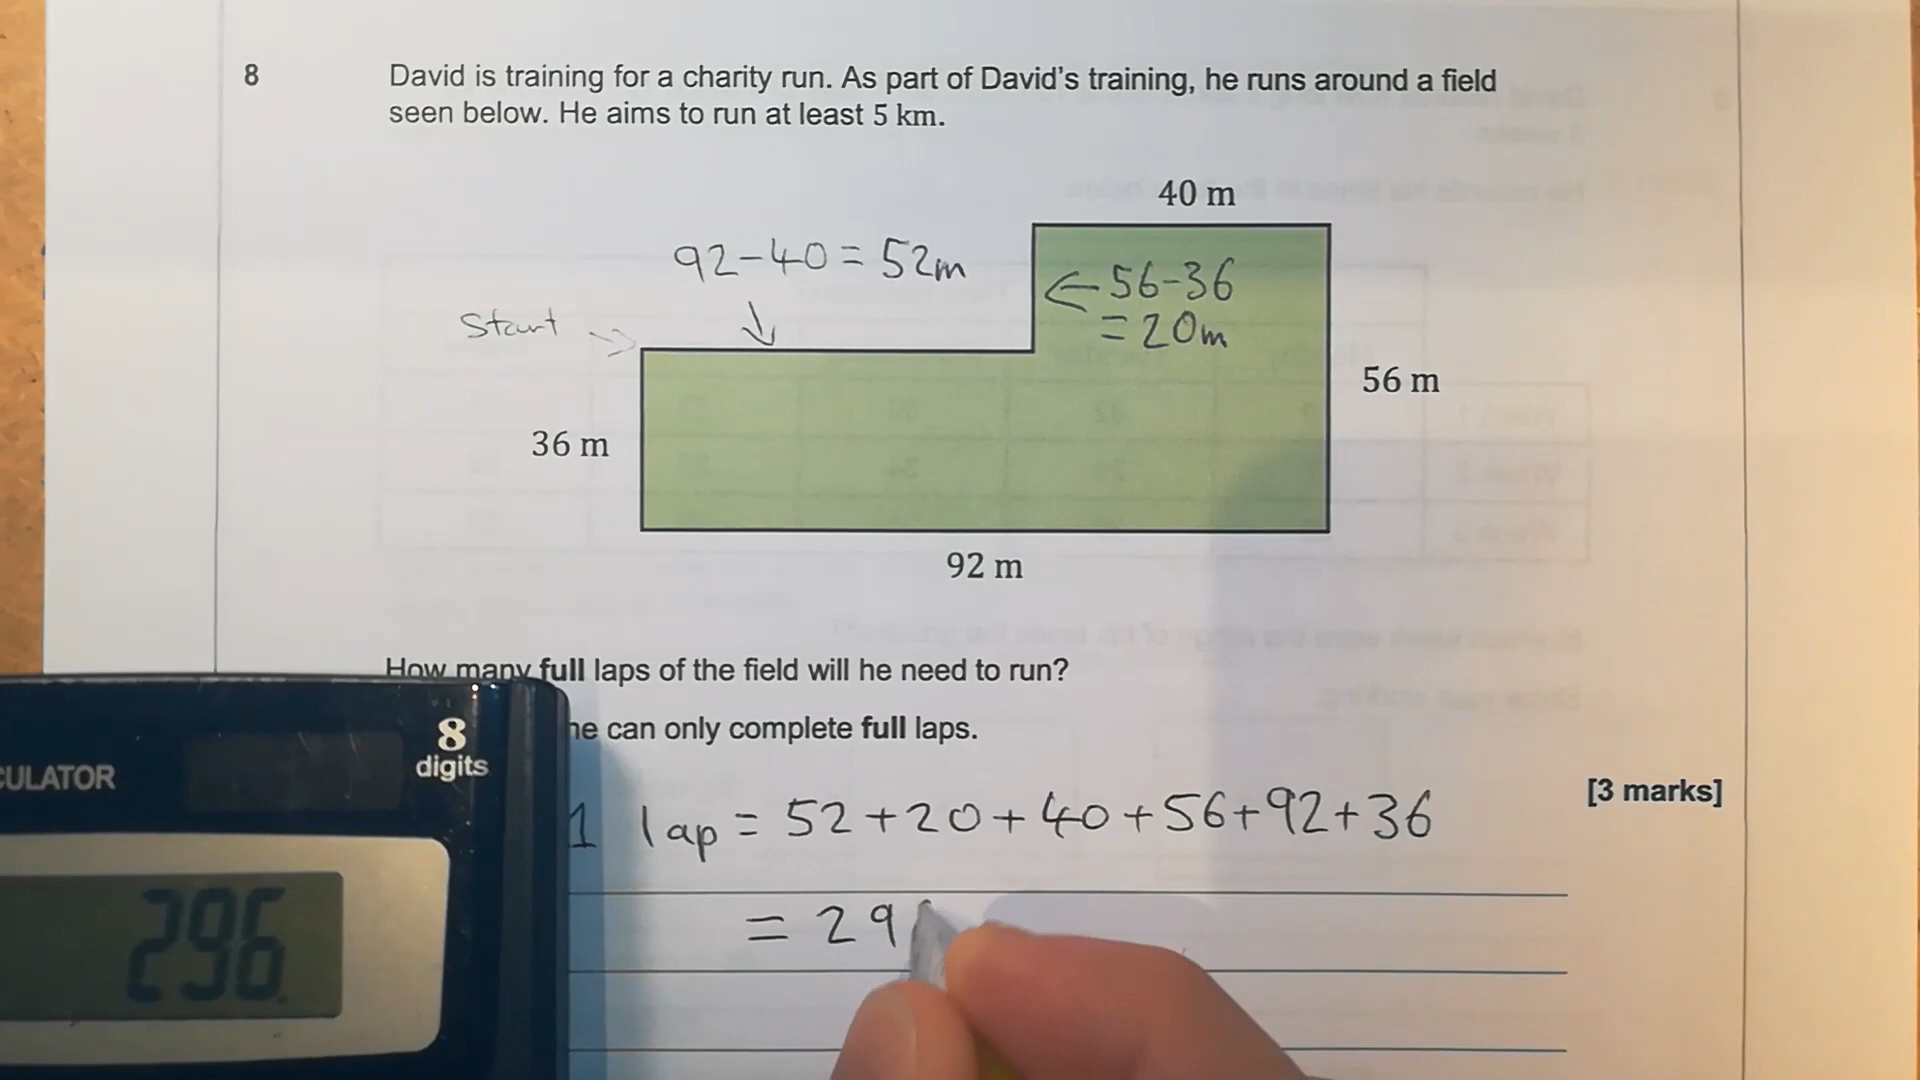 8
David is training for a charity run. As part of David's training, he runs around a field
seen below. He aims to run at least 5 km.
40 m
92-40=52m
←56-36
=20m
Start
56 m
36 m
92 m
How many full laps of the field will he need to run?
he can only complete full laps.
8
digits
CULATOR
[3 marks]
1 lap = 52+20+40+56+92+36
= 29
296.